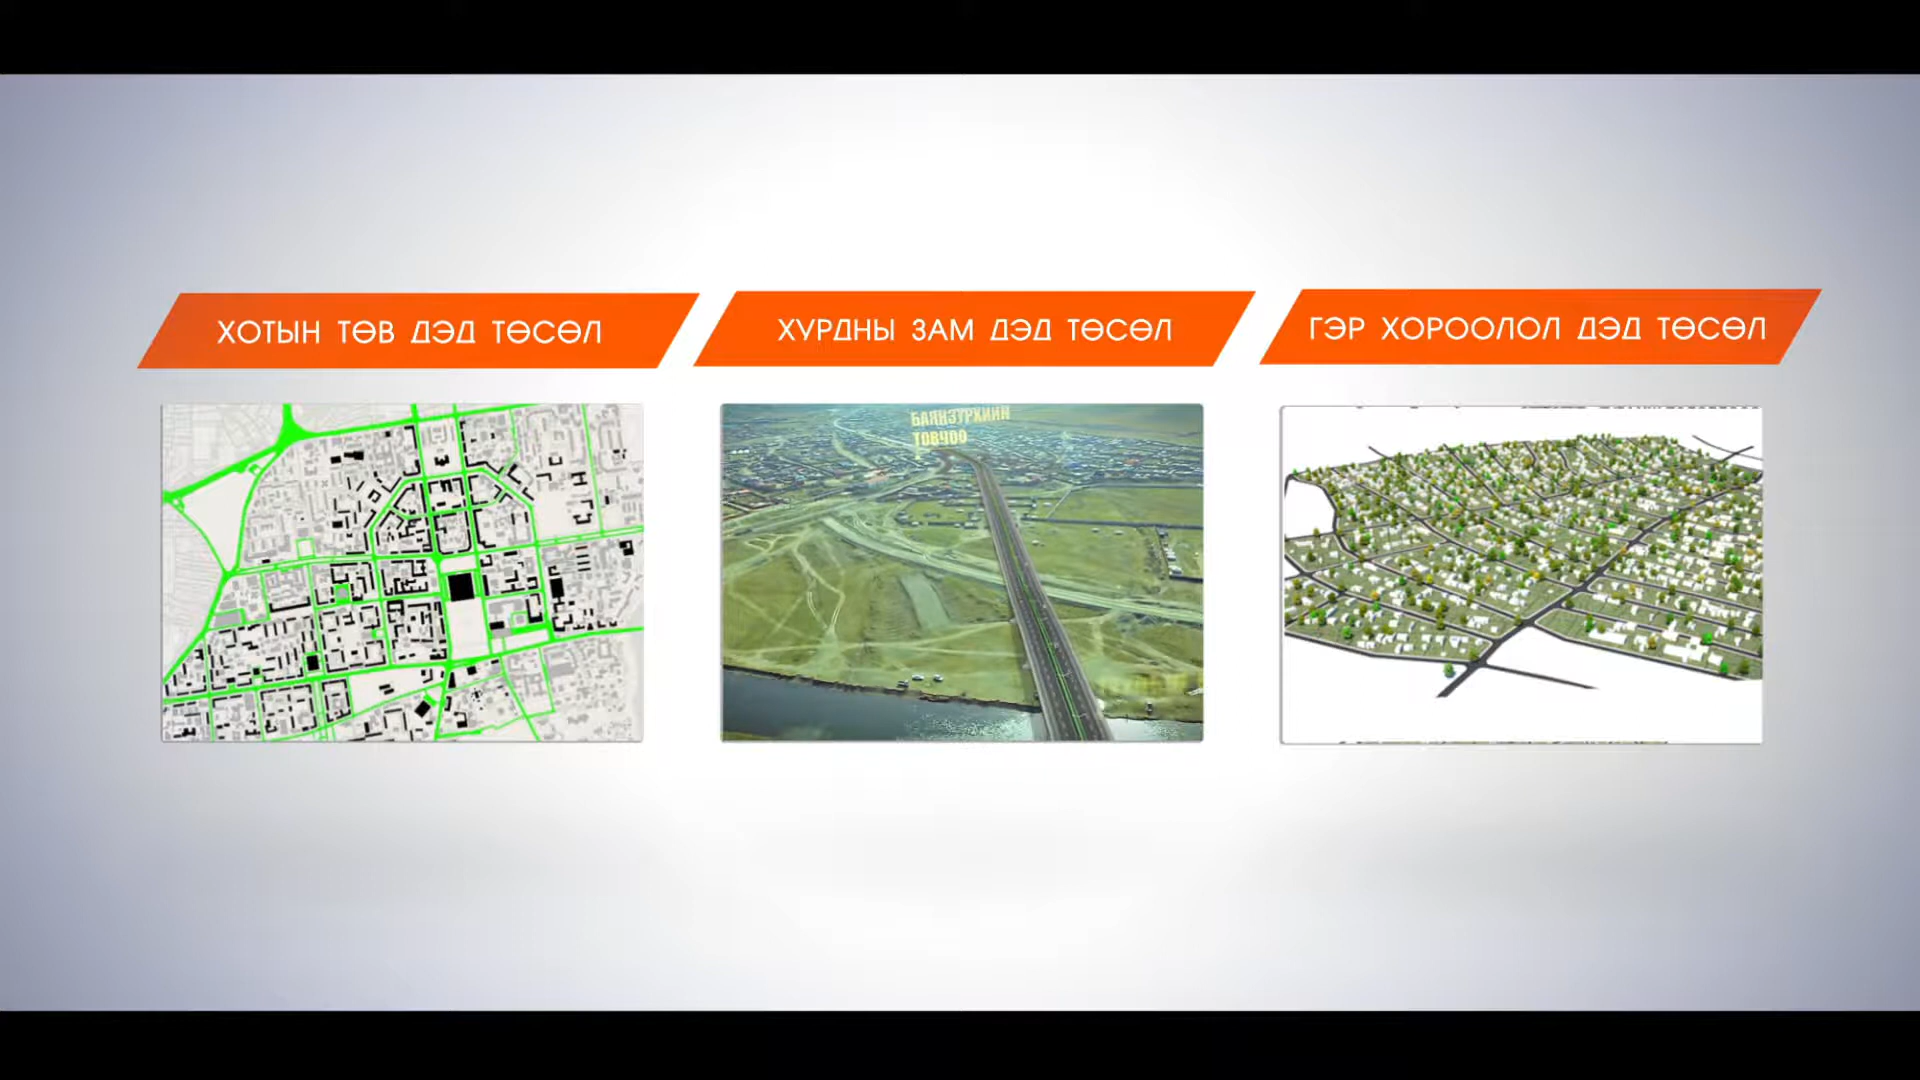 ХОТЫН ТӨВ ДЭД ТӨСӨЛ
ХУРДНЫ ЗАМ ДЭД ТӨСӨЛ
ГЭР ХОРООЛОЛ ДЭД ТӨСӨЛ
БАЯНЗҮРХИЙН
ТОВЧОО